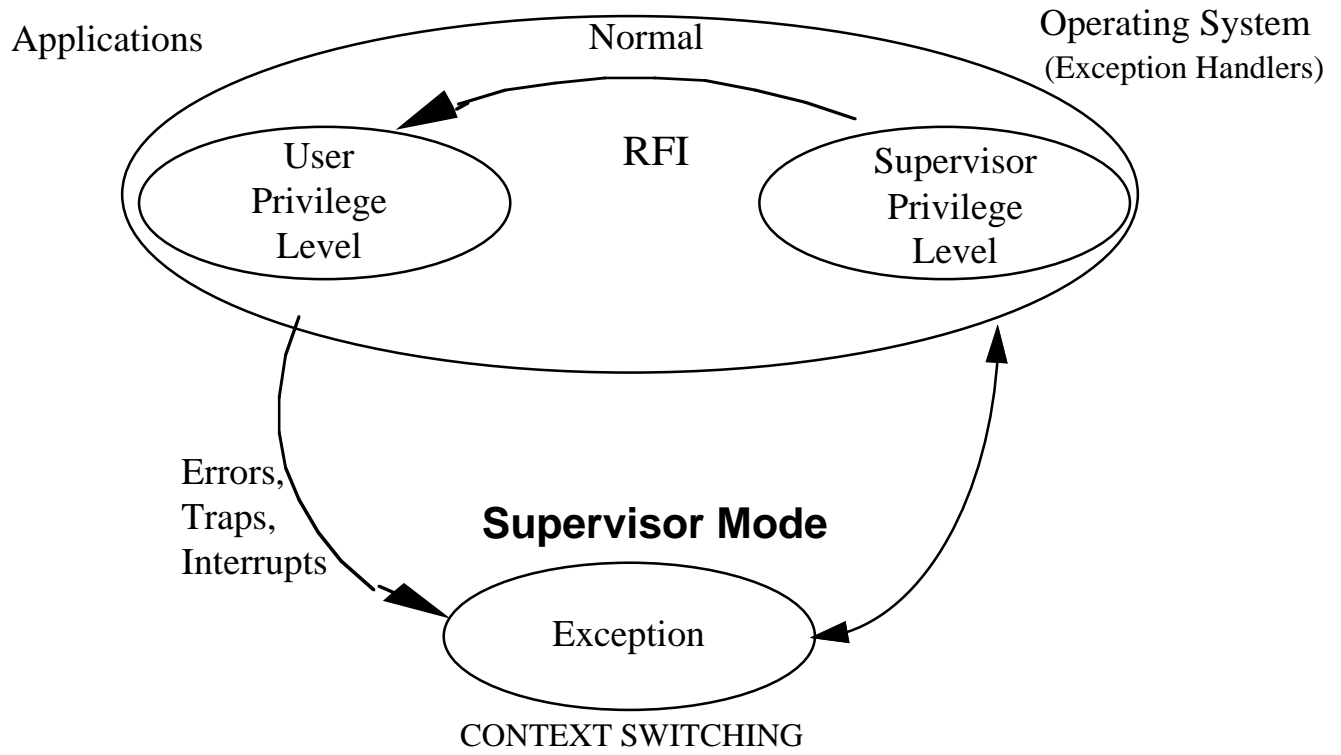 Applications
Normal
Operating System
(Exception Handlers)
User
Privilege
Level
RFI
Supervisor
Privilege
Level
Errors,
Traps,
Interrupts
Supervisor Mode
Exception
CONTEXT SWITCHING